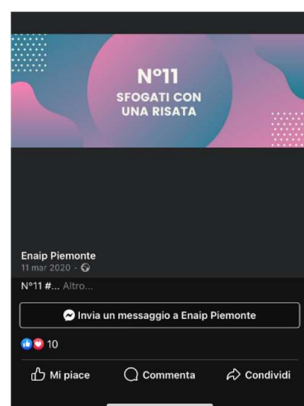 N°11
SFOGATI CON
UNA RISATA
Enaip Piemonte
11 mar 2020 ·
N°11 #... Altro...
Invia un messaggio a Enaip Piemonte
10
Mi piace Commenta Condividi